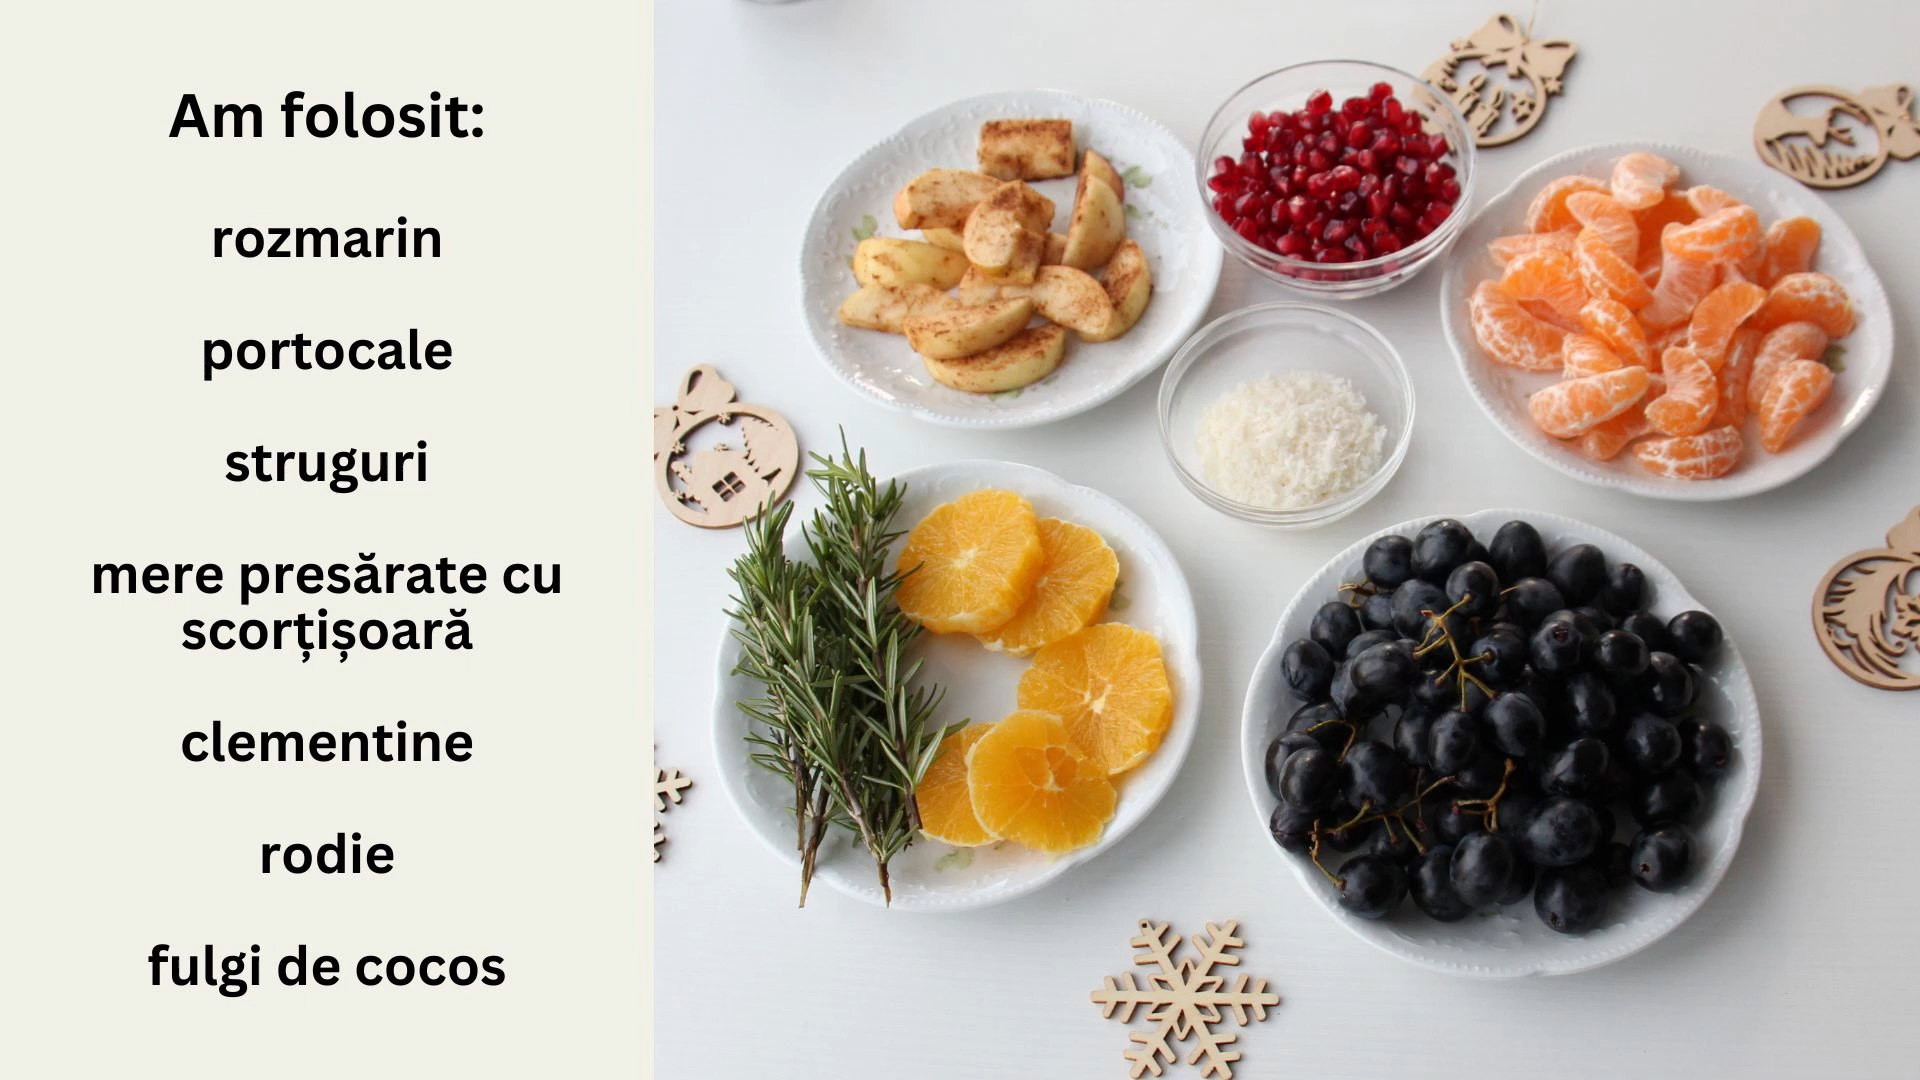 Am folosit:
rozmarin
portocale
struguri
mere presărate cu
scorțișoară
clementine
rodie
fulgi de cocos